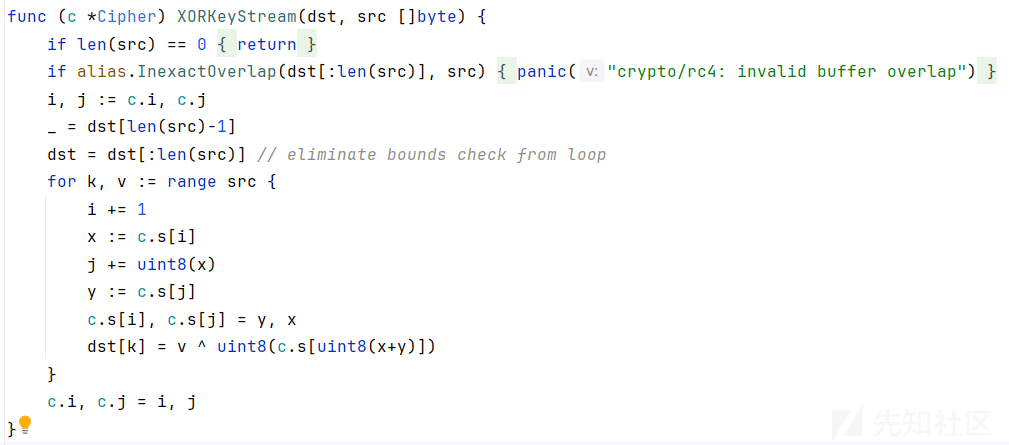 func (c *Cipher) XORKeyStream(dst, src []byte) {
    if len(src) == 0 { return }
    if alias.InexactOverlap(dst[:len(src)], src) { panic( v: "crypto/rc4: invalid buffer overlap") }
    i, j := c.i, c.j
    _ = dst[len(src)-1]
    dst = dst[:len(src)] // eliminate bounds check from loop
    for k, v := range src {
        i += 1
        x := c.s[i]
        j += uint8(x)
        y := c.s[j]
        c.s[i], c.s[j] = y, x
        dst[k] = v ^ uint8(c.s[uint8(x+y)])
    }
    c.i, c.j = i, j
}
先知社区